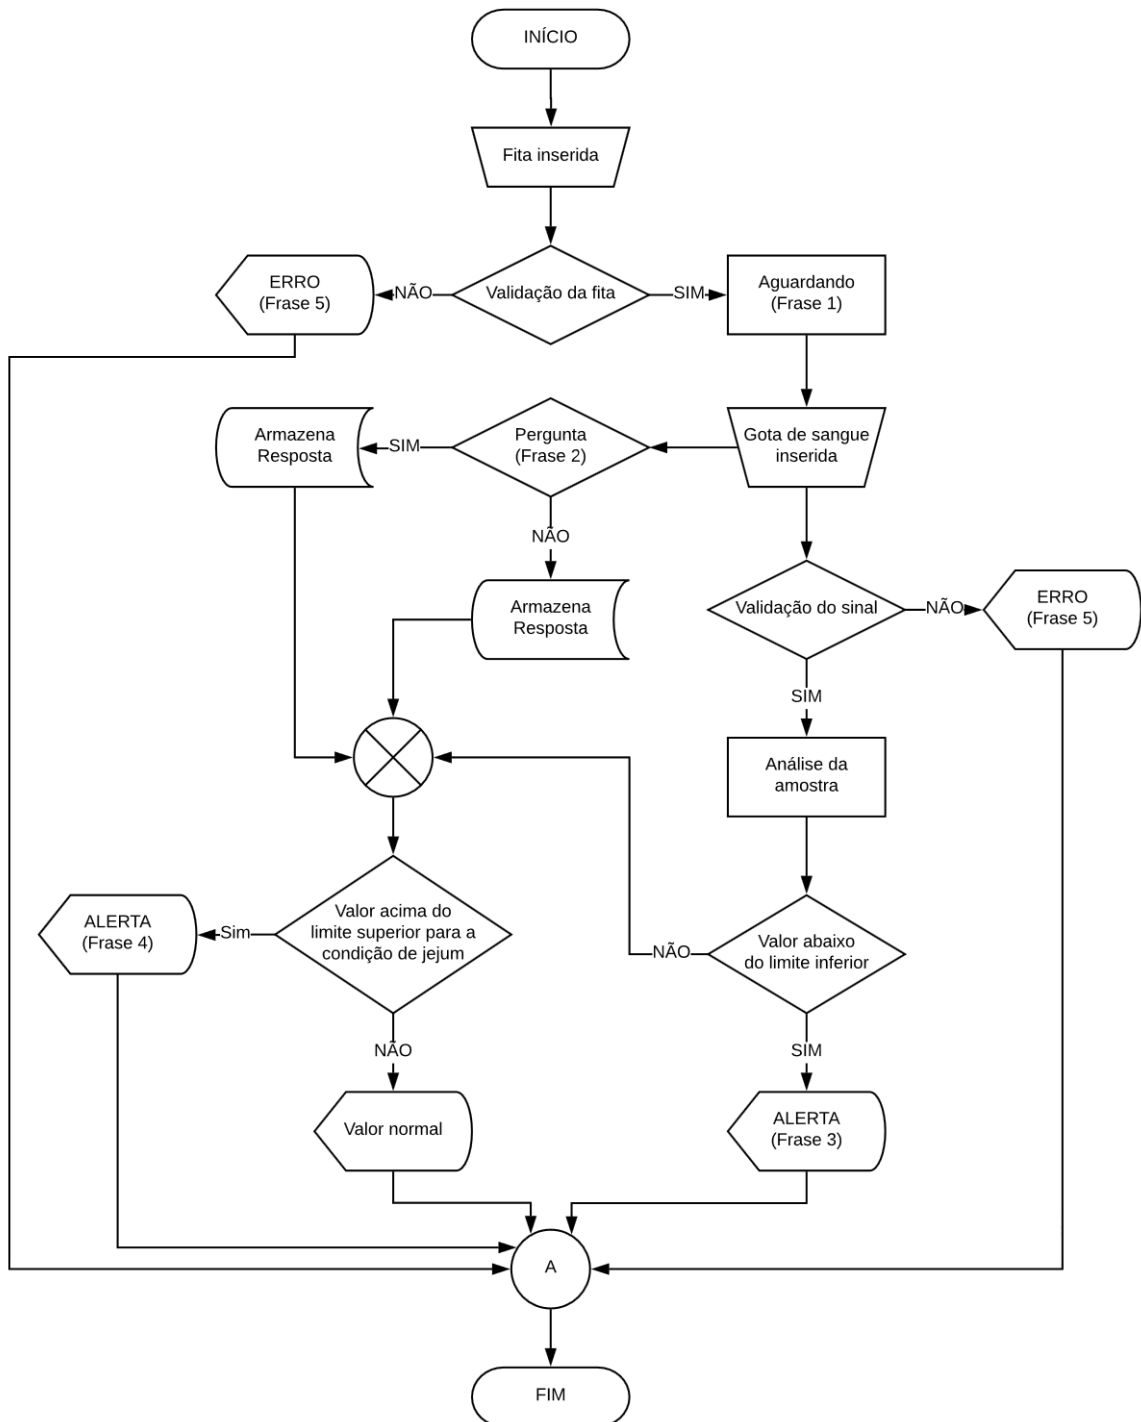 INÍCIO
Fita inserida
ERRO
(Frase 5)
NÃO
Validação da fita
SIM
Aguardando
(Frase 1)
Armazena
Resposta
SIM
Pergunta
(Frase 2)
Gota de sangue
inserida
NÃO
Armazena
Resposta
Validação do sinal
NÃO
ERRO
(Frase 5)
SIM
Análise da
amostra
ALERTA
(Frase 4)
Sim
Valor acima do
limite superior para a
condição de jejum
NÃO
Valor abaixo
do limite inferior
NÃO
SIM
Valor normal
ALERTA
(Frase 3)
A
FIM